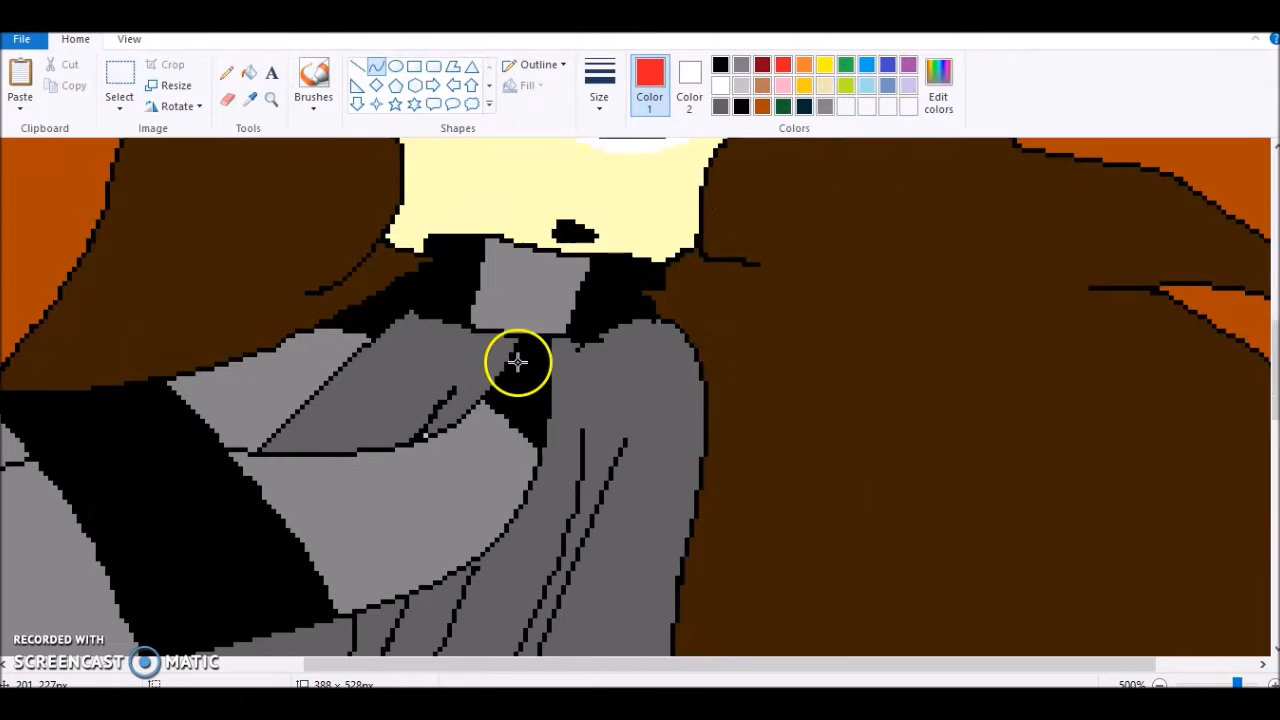 File Home View
Paste
Cut
Copy
Clipboard
Select
Crop
Resize
Rotate
Image
A
Tools
Brushes
Outline
Fill
Shapes
Size
Color 1
Color 2
Edit colors
Colors
RECORDED WITH
SCREENCAST MATIC
201, 227px 388 × 528px 500%